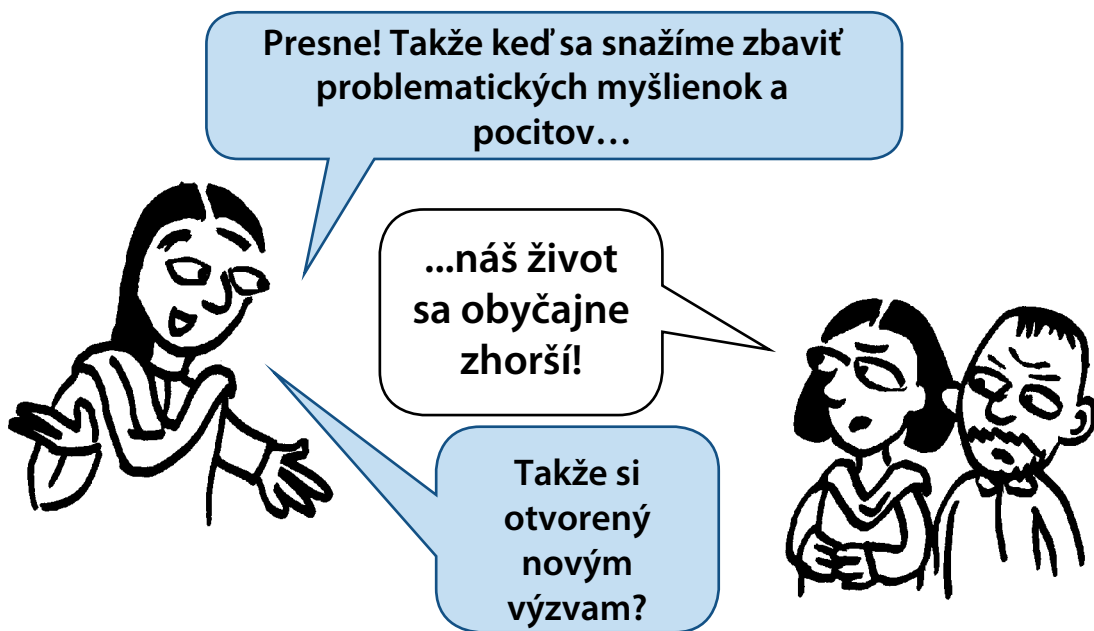 Presne! Takže keď sa snažíme zbaviť
problematických myšlienok a
pocitov…
...náš život
sa obyčajne
zhorší!
Takže si
otvorený
novým
výzvam?